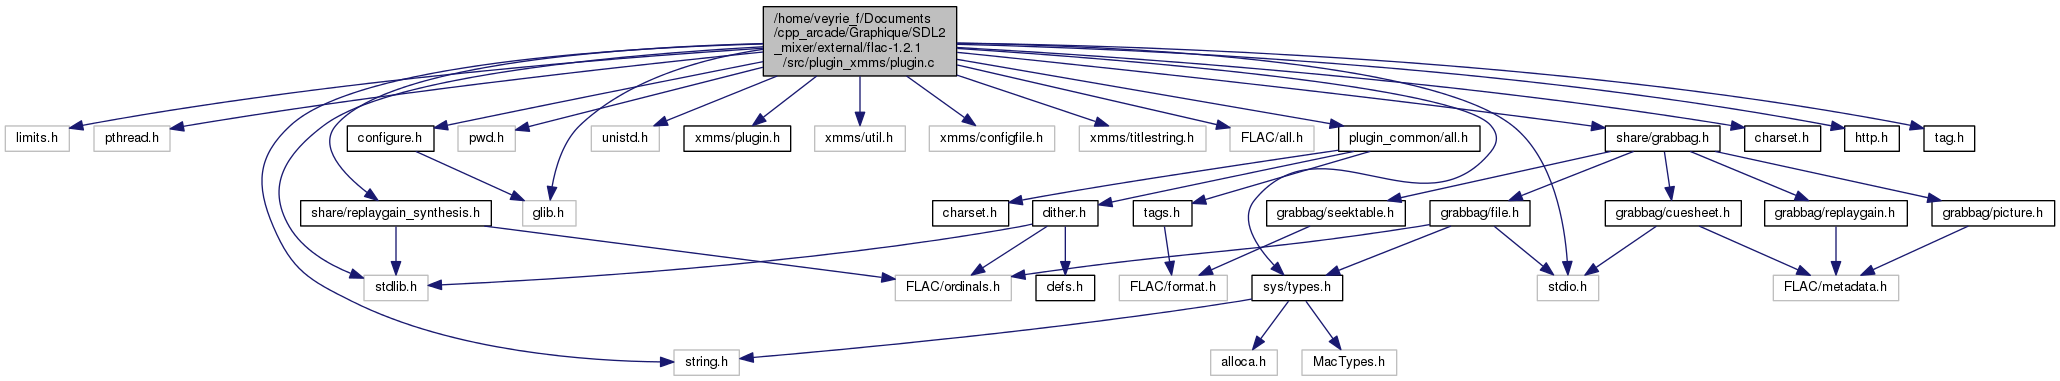 /home/veyrie_f/Documents
/cpp_arcade/Graphique/SDL2
_mixer/external/flac-1.2.1
/src/plugin_xmms/plugin.c
limits.h
pthread.h
configure.h
pwd.h
unistd.h
xmms/plugin.h
xmms/util.h
xmms/configfile.h
xmms/titlestring.h
FLAC/all.h
plugin_common/all.h
share/grabbag.h
charset.h
http.h
tag.h
share/replaygain_synthesis.h
glib.h
charset.h
dither.h
tags.h
grabbag/seektable.h
grabbag/file.h
grabbag/cuesheet.h
grabbag/replaygain.h
grabbag/picture.h
stdlib.h
FLAC/ordinals.h
defs.h
FLAC/format.h
sys/types.h
stdio.h
FLAC/metadata.h
string.h
alloca.h
MacTypes.h